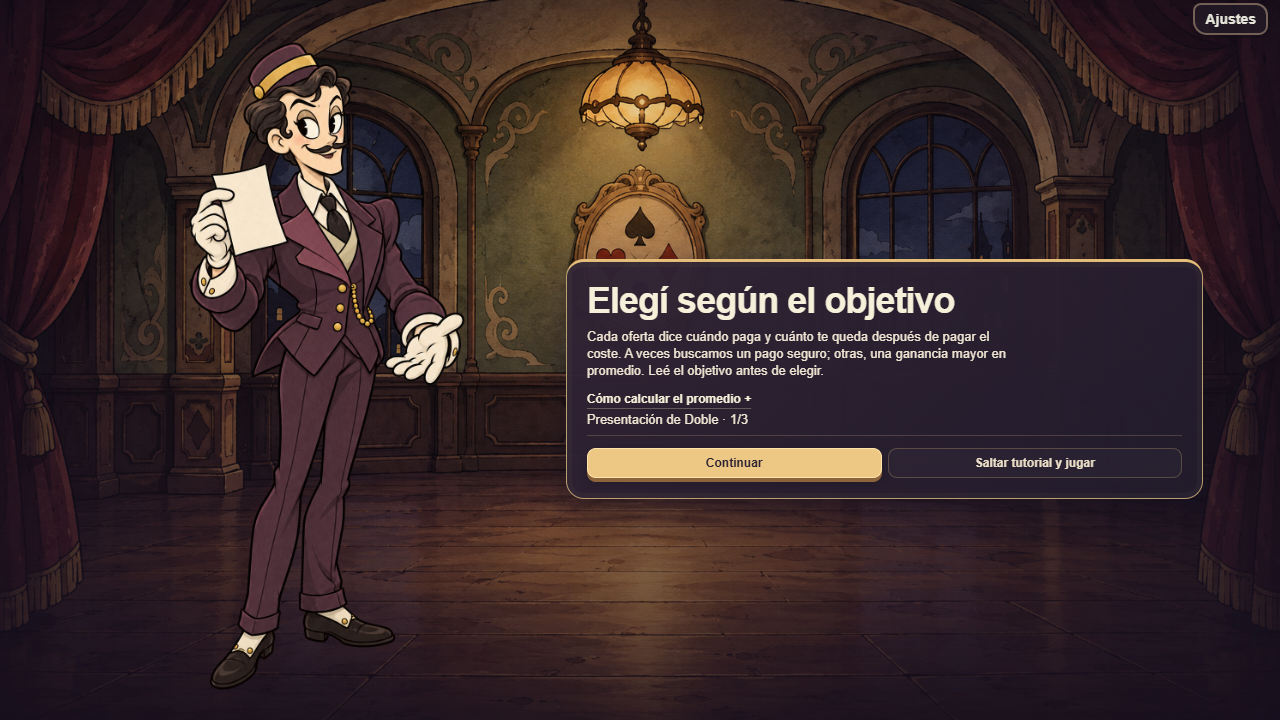 Ajustes
Elegí según el objetivo
Cada oferta dice cuándo paga y cuánto te queda después de pagar el
coste. A veces buscamos un pago seguro; otras, una ganancia mayor en
promedio. Leé el objetivo antes de elegir.
Cómo calcular el promedio +
Presentación de Doble · 1/3
Continuar
Saltar tutorial y jugar